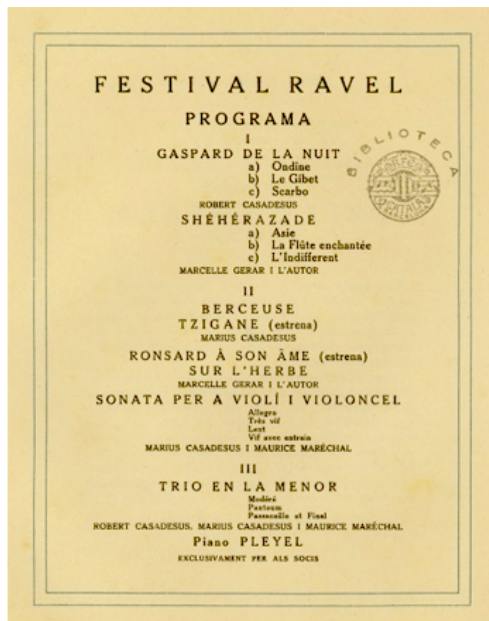 FESTIVAL RAVEL
PROGRAMA
I
GASPARD DE LA NUIT
a) Ondine
b) Le Gibet
c) Scarbo
ROBERT CASADESUS
SHÉHÉRAZADE
a) Asie
b) La Flûte enchantée
c) L'Indifferent
MARCELLE GERAR I L'AUTOR
II
BERCEUSE
TZIGANE (estrena)
MARIUS CASADESUS
RONSARD À SON ÂME (estrena)
SUR L'HERBE
MARCELLE GERAR I L'AUTOR
SONATA PER A VIOLÍ I VIOLONCEL
Allegro
Très vif
Lent
Vif avec entrain
MARIUS CASADESUS I MAURICE MARÉCHAL
III
TRIO EN LA MENOR
Modéré
Pantoum
Passacaille et Final
ROBERT CASADESUS, MARIUS CASADESUS I MAURICE MARÉCHAL
Piano PLEYEL
EXCLUSIVAMENT PER ALS SOCIS
BIBLIOTECA